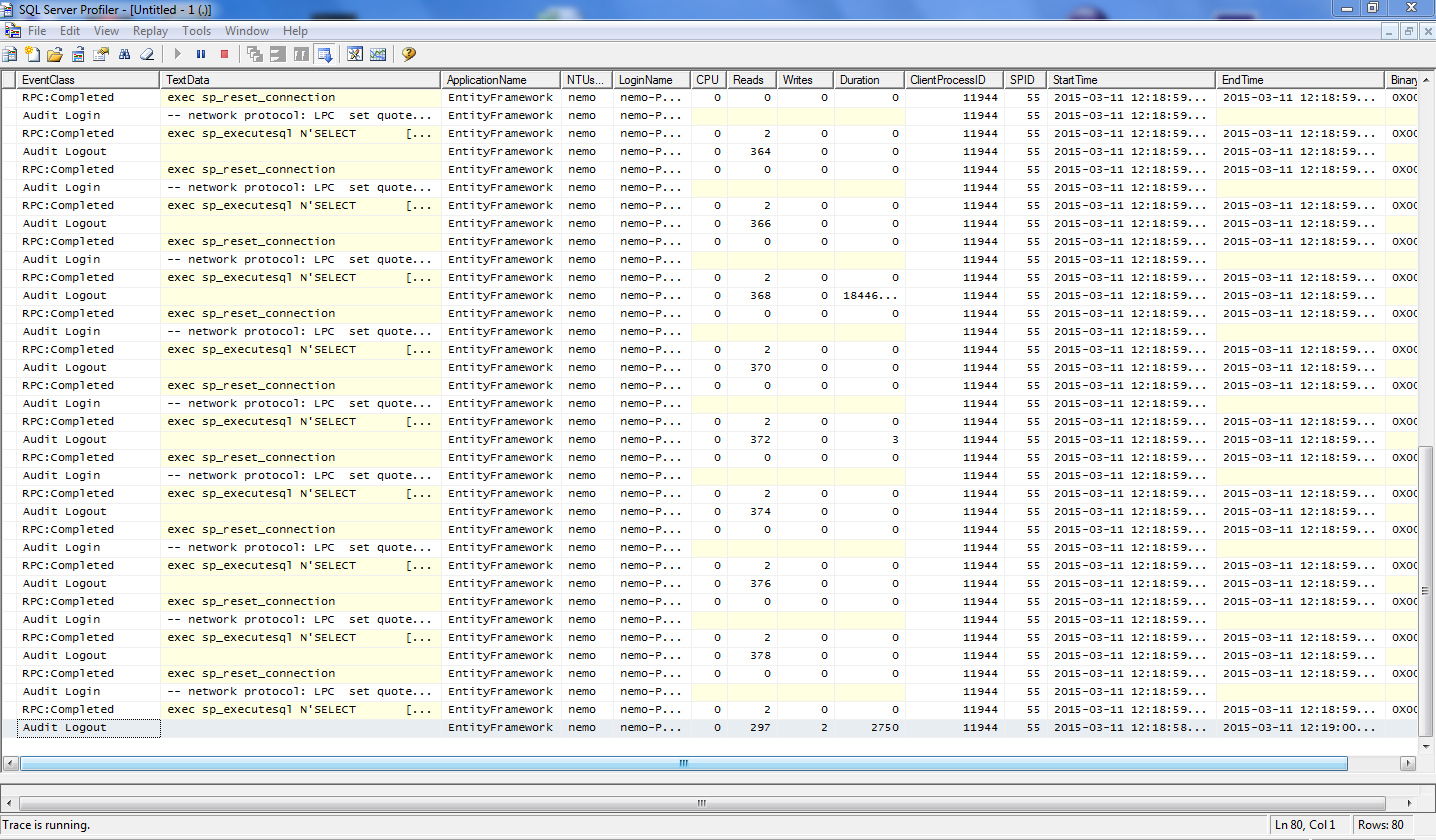 SQL Server Profiler - [Untitled - 1 (.)]
File Edit View Replay Tools Window Help
EventClass TextData ApplicationName NTUs... LoginName CPU Reads Writes Duration ClientProcessID SPID StartTime EndTime Binary
RPC:Completed exec sp_reset_connection EntityFramework nemo nemo-P... 0 0 0 0 11944 55 2015-03-11 12:18:59... 2015-03-11 12:18:59... 0X00
Audit Login -- network protocol: LPC set quote... EntityFramework nemo nemo-P... 11944 55 2015-03-11 12:18:59...
RPC:Completed exec sp_executesql N'SELECT [... EntityFramework nemo nemo-P... 0 2 0 0 11944 55 2015-03-11 12:18:59... 2015-03-11 12:18:59... 0X00
Audit Logout EntityFramework nemo nemo-P... 0 364 0 0 11944 55 2015-03-11 12:18:59... 2015-03-11 12:18:59...
RPC:Completed exec sp_reset_connection EntityFramework nemo nemo-P... 0 0 0 0 11944 55 2015-03-11 12:18:59... 2015-03-11 12:18:59... 0X00
Audit Login -- network protocol: LPC set quote... EntityFramework nemo nemo-P... 11944 55 2015-03-11 12:18:59...
RPC:Completed exec sp_executesql N'SELECT [... EntityFramework nemo nemo-P... 0 2 0 0 11944 55 2015-03-11 12:18:59... 2015-03-11 12:18:59... 0X00
Audit Logout EntityFramework nemo nemo-P... 0 366 0 0 11944 55 2015-03-11 12:18:59... 2015-03-11 12:18:59...
RPC:Completed exec sp_reset_connection EntityFramework nemo nemo-P... 0 0 0 0 11944 55 2015-03-11 12:18:59... 2015-03-11 12:18:59... 0X00
Audit Login -- network protocol: LPC set quote... EntityFramework nemo nemo-P... 11944 55 2015-03-11 12:18:59...
RPC:Completed exec sp_executesql N'SELECT [... EntityFramework nemo nemo-P... 0 2 0 0 11944 55 2015-03-11 12:18:59... 2015-03-11 12:18:59... 0X00
Audit Logout EntityFramework nemo nemo-P... 0 368 0 18446... 11944 55 2015-03-11 12:18:59... 2015-03-11 12:18:59...
RPC:Completed exec sp_reset_connection EntityFramework nemo nemo-P... 0 0 0 0 11944 55 2015-03-11 12:18:59... 2015-03-11 12:18:59... 0X00
Audit Login -- network protocol: LPC set quote... EntityFramework nemo nemo-P... 11944 55 2015-03-11 12:18:59...
RPC:Completed exec sp_executesql N'SELECT [... EntityFramework nemo nemo-P... 0 2 0 0 11944 55 2015-03-11 12:18:59... 2015-03-11 12:18:59... 0X00
Audit Logout EntityFramework nemo nemo-P... 0 370 0 0 11944 55 2015-03-11 12:18:59... 2015-03-11 12:18:59...
RPC:Completed exec sp_reset_connection EntityFramework nemo nemo-P... 0 0 0 0 11944 55 2015-03-11 12:18:59... 2015-03-11 12:18:59... 0X00
Audit Login -- network protocol: LPC set quote... EntityFramework nemo nemo-P... 11944 55 2015-03-11 12:18:59...
RPC:Completed exec sp_executesql N'SELECT [... EntityFramework nemo nemo-P... 0 2 0 0 11944 55 2015-03-11 12:18:59... 2015-03-11 12:18:59... 0X00
Audit Logout EntityFramework nemo nemo-P... 0 372 0 3 11944 55 2015-03-11 12:18:59... 2015-03-11 12:18:59...
RPC:Completed exec sp_reset_connection EntityFramework nemo nemo-P... 0 0 0 0 11944 55 2015-03-11 12:18:59... 2015-03-11 12:18:59... 0X00
Audit Login -- network protocol: LPC set quote... EntityFramework nemo nemo-P... 11944 55 2015-03-11 12:18:59...
RPC:Completed exec sp_executesql N'SELECT [... EntityFramework nemo nemo-P... 0 2 0 0 11944 55 2015-03-11 12:18:59... 2015-03-11 12:18:59... 0X00
Audit Logout EntityFramework nemo nemo-P... 0 374 0 0 11944 55 2015-03-11 12:18:59... 2015-03-11 12:18:59...
RPC:Completed exec sp_reset_connection EntityFramework nemo nemo-P... 0 0 0 0 11944 55 2015-03-11 12:18:59... 2015-03-11 12:18:59... 0X00
Audit Login -- network protocol: LPC set quote... EntityFramework nemo nemo-P... 11944 55 2015-03-11 12:18:59...
RPC:Completed exec sp_executesql N'SELECT [... EntityFramework nemo nemo-P... 0 2 0 0 11944 55 2015-03-11 12:18:59... 2015-03-11 12:18:59... 0X00
Audit Logout EntityFramework nemo nemo-P... 0 376 0 0 11944 55 2015-03-11 12:18:59... 2015-03-11 12:18:59...
RPC:Completed exec sp_reset_connection EntityFramework nemo nemo-P... 0 0 0 0 11944 55 2015-03-11 12:18:59... 2015-03-11 12:18:59... 0X00
Audit Login -- network protocol: LPC set quote... EntityFramework nemo nemo-P... 11944 55 2015-03-11 12:18:59...
RPC:Completed exec sp_executesql N'SELECT [... EntityFramework nemo nemo-P... 0 2 0 0 11944 55 2015-03-11 12:18:59... 2015-03-11 12:18:59... 0X00
Audit Logout EntityFramework nemo nemo-P... 0 378 0 0 11944 55 2015-03-11 12:18:59... 2015-03-11 12:18:59...
RPC:Completed exec sp_reset_connection EntityFramework nemo nemo-P... 0 0 0 0 11944 55 2015-03-11 12:18:59... 2015-03-11 12:18:59... 0X00
Audit Login -- network protocol: LPC set quote... EntityFramework nemo nemo-P... 11944 55 2015-03-11 12:18:59...
RPC:Completed exec sp_executesql N'SELECT [... EntityFramework nemo nemo-P... 0 2 0 0 11944 55 2015-03-11 12:18:59... 2015-03-11 12:18:59... 0X00
Audit Logout EntityFramework nemo nemo-P... 0 297 2 2750 11944 55 2015-03-11 12:18:58... 2015-03-11 12:19:00...
Trace is running. Ln 80, Col 1 Rows: 80